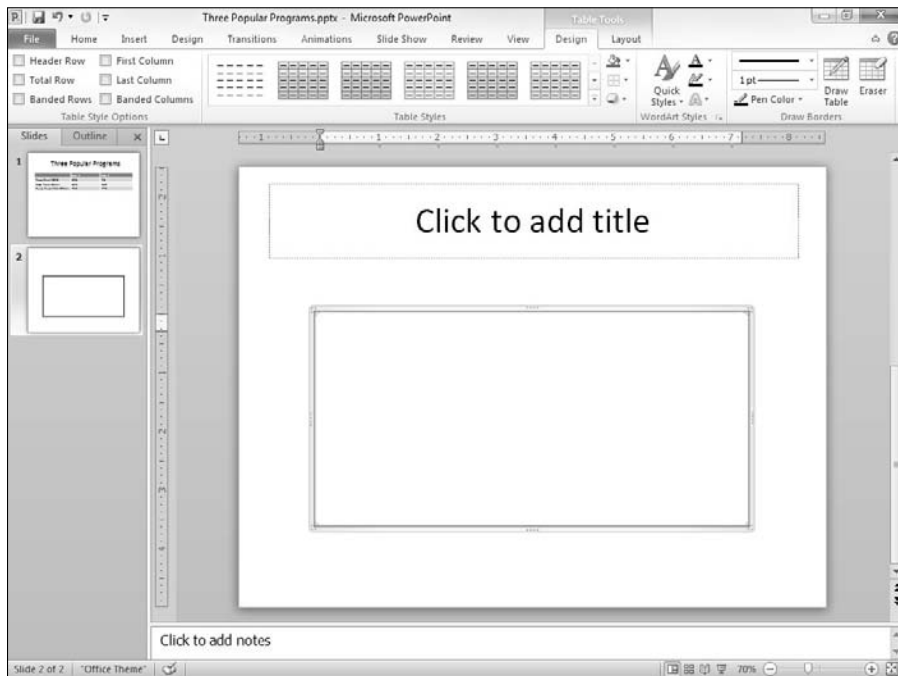 Three Popular Programs.pptx - Microsoft PowerPoint
Table Tools
File Home Insert Design Transitions Animations Slide Show Review View Design Layout
Header Row First Column
Total Row Last Column
Banded Rows Banded Columns
Table Style Options
Table Styles
Quick Styles
WordArt Styles
1 pt
Pen Color
Draw Table
Eraser
Draw Borders
Slides Outline
1
Three Popular Programs
2
Click to add title
Click to add notes
Slide 2 of 2 "Office Theme" 70%